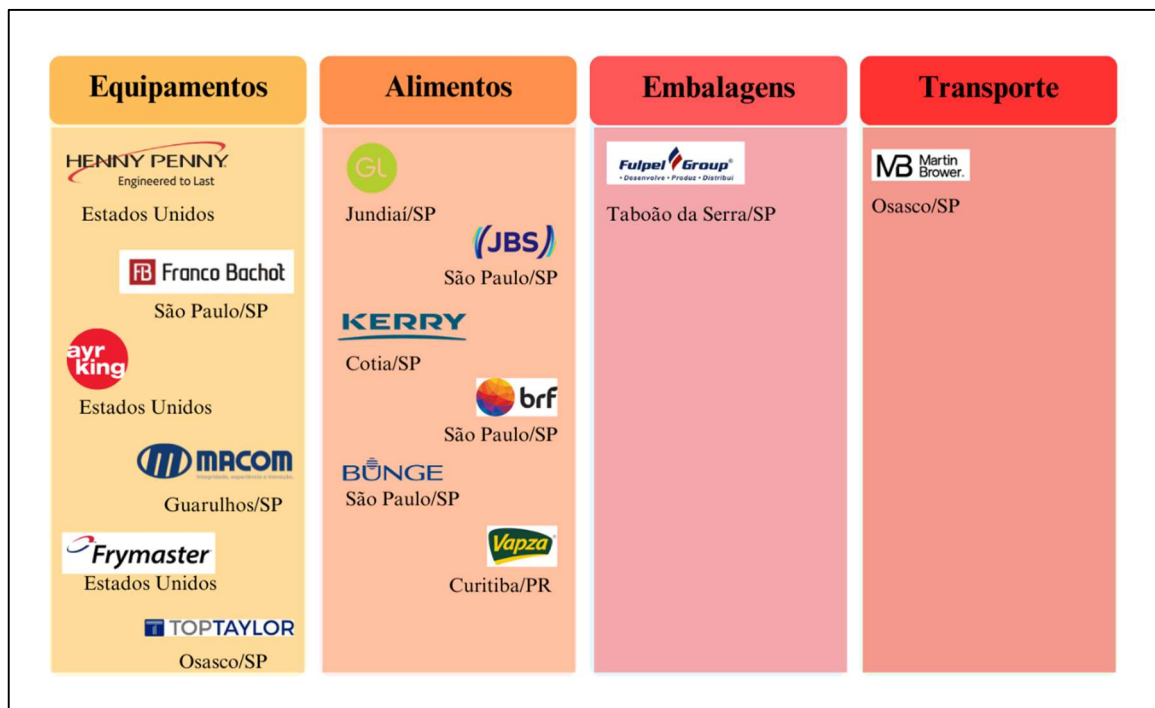 Equipamentos
HENNY PENNY
Engineered to Last
Estados Unidos
FB Franco Bachot
São Paulo/SP
ayr
king
Estados Unidos
MACOM
integridade, experiência e inovação.
Guarulhos/SP
Frymaster
Estados Unidos
TOPTAYLOR
Osasco/SP
Alimentos
GL
Jundiaí/SP
JBS
São Paulo/SP
KERRY
Cotia/SP
brf
São Paulo/SP
BUNGE
São Paulo/SP
Vapza
Curitiba/PR
Embalagens
Fulpel Group®
• Desenvolve • Produz • Distribui
Taboão da Serra/SP
Transporte
MB Martin
Brower.
Osasco/SP